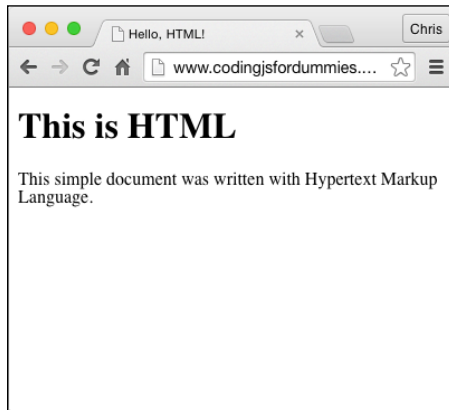 Hello, HTML!
Chris
www.codingjsfordummies....
This is HTML
This simple document was written with Hypertext Markup
Language.